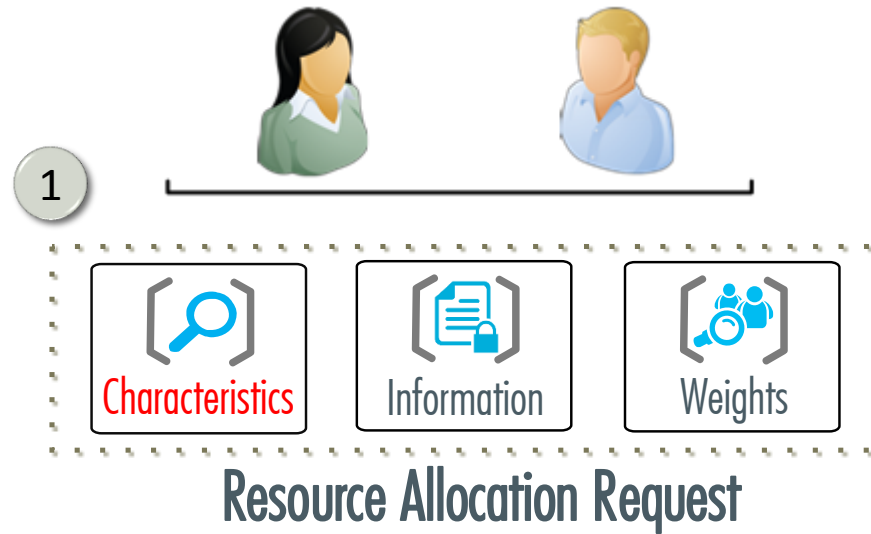 1
Characteristics
Information
Weights
Resource Allocation Request